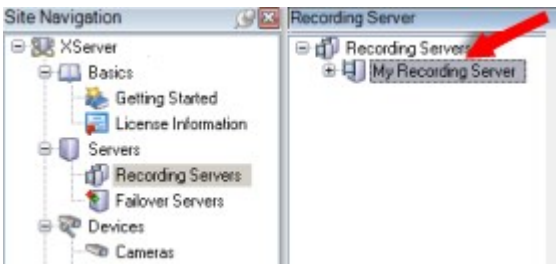 Site Navigation
XServer
Basics
Getting Started
License Information
Servers
Recording Servers
Failover Servers
Devices
Cameras
Recording Server
Recording Servers
My Recording Server